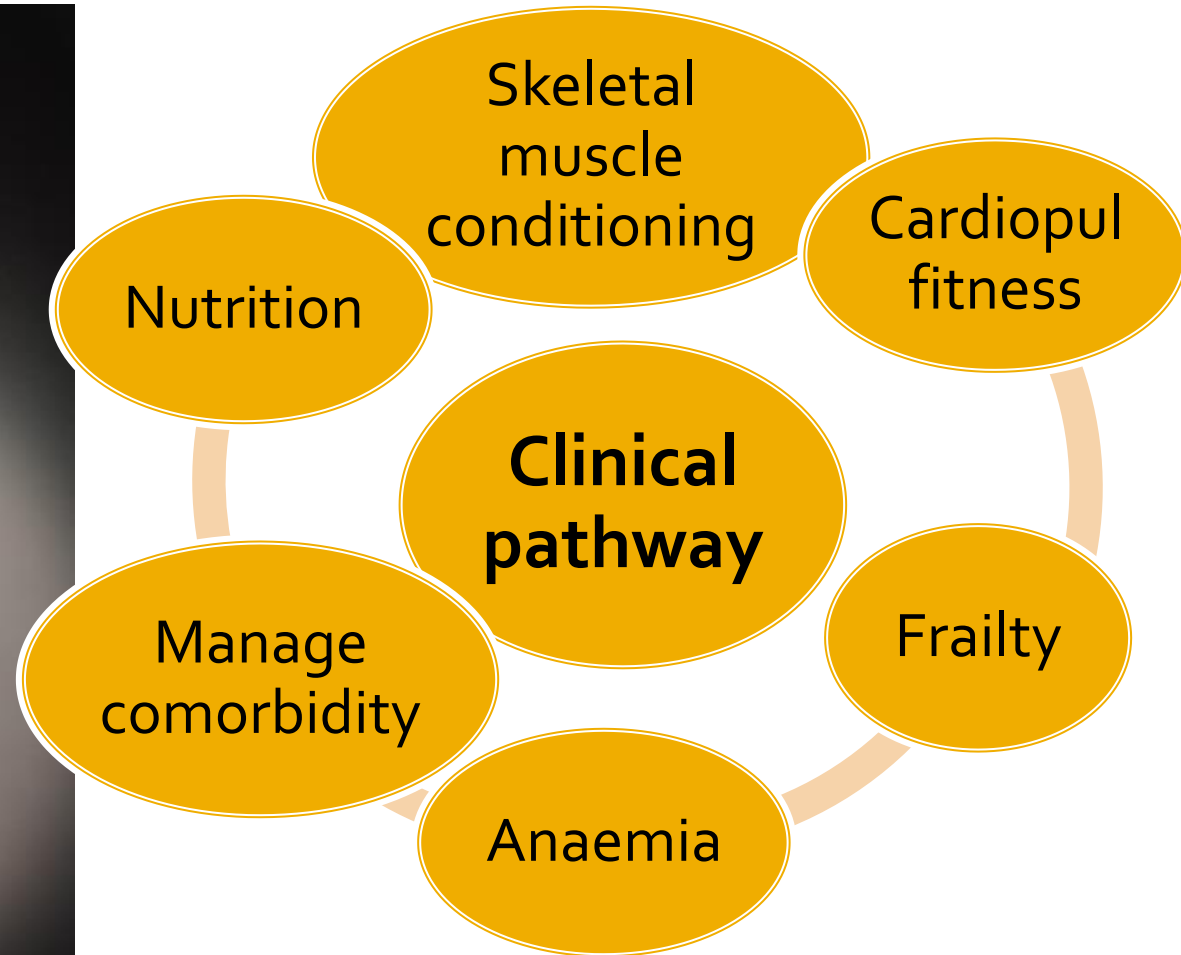 Skeletal
muscle
conditioning
Cardiopul
fitness
Nutrition
Clinical
pathway
Frailty
Manage
comorbidity
Anaemia